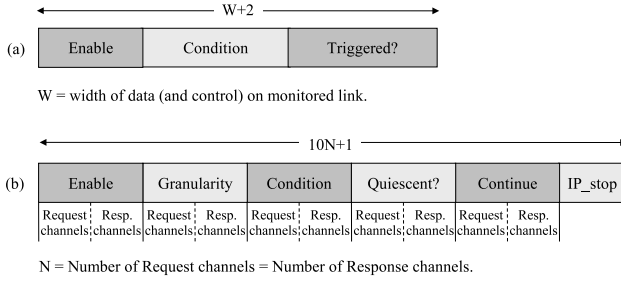 W+2
(a) Enable Condition Triggered?
W = width of data (and control) on monitored link.
10N+1
(b) Enable Granularity Condition Quiescent? Continue IP_stop
Request Resp. Request Resp. Request Resp. Request Resp. Request Resp.
channels channels channels channels channels channels channels channels channels channels
N = Number of Request channels = Number of Response channels.